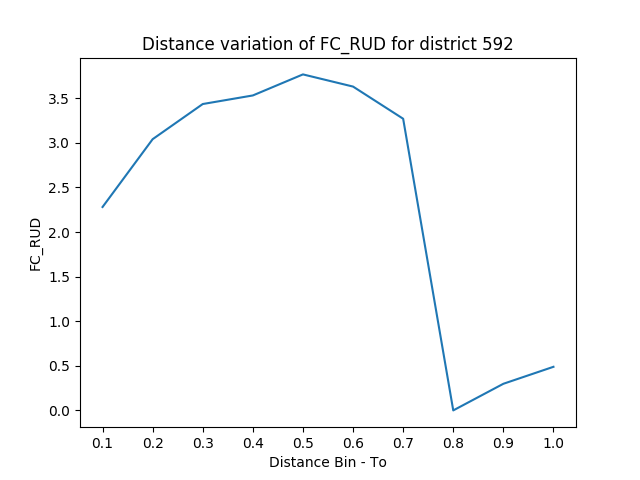 Distance variation of FC_RUD for district 592
3.5
3.0
2.5
2.0
1.5
1.0
0.5
0.0
FC_RUD
0.1 0.2 0.3 0.4 0.5 0.6 0.7 0.8 0.9 1.0
Distance Bin - To